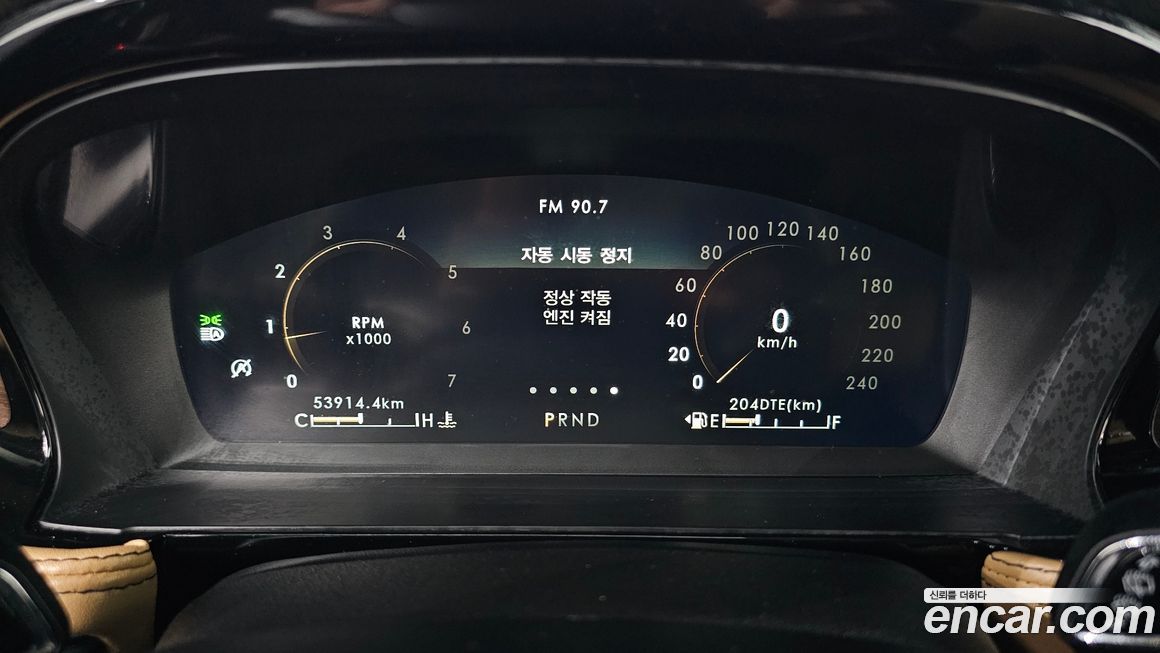 FM 90.7
자동 시동 정지
정상 작동
엔진 켜짐
0 1 2 3 4 5 6 7
RPM
x1000
0 20 40 60 80 100 120 140 160 180 200 220 240
0
km/h
53914.4km
C H
PRND
204DTE(km)
E F
신뢰를 더하다
encar.com